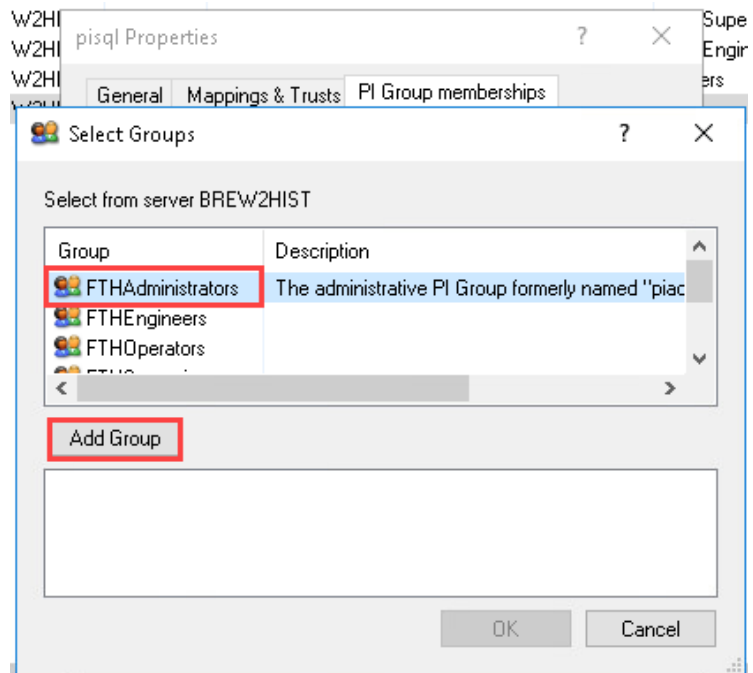 W2HI
Supe
W2HI
Engir
W2HI
ers
pisql Properties ?
General Mappings & Trusts PI Group memberships
Select Groups ?
Select from server BREW2HIST
Group Description
FTHAdministrators The administrative PI Group formerly named "piac
FTHEngineers
FTHOperators
Add Group
OK Cancel